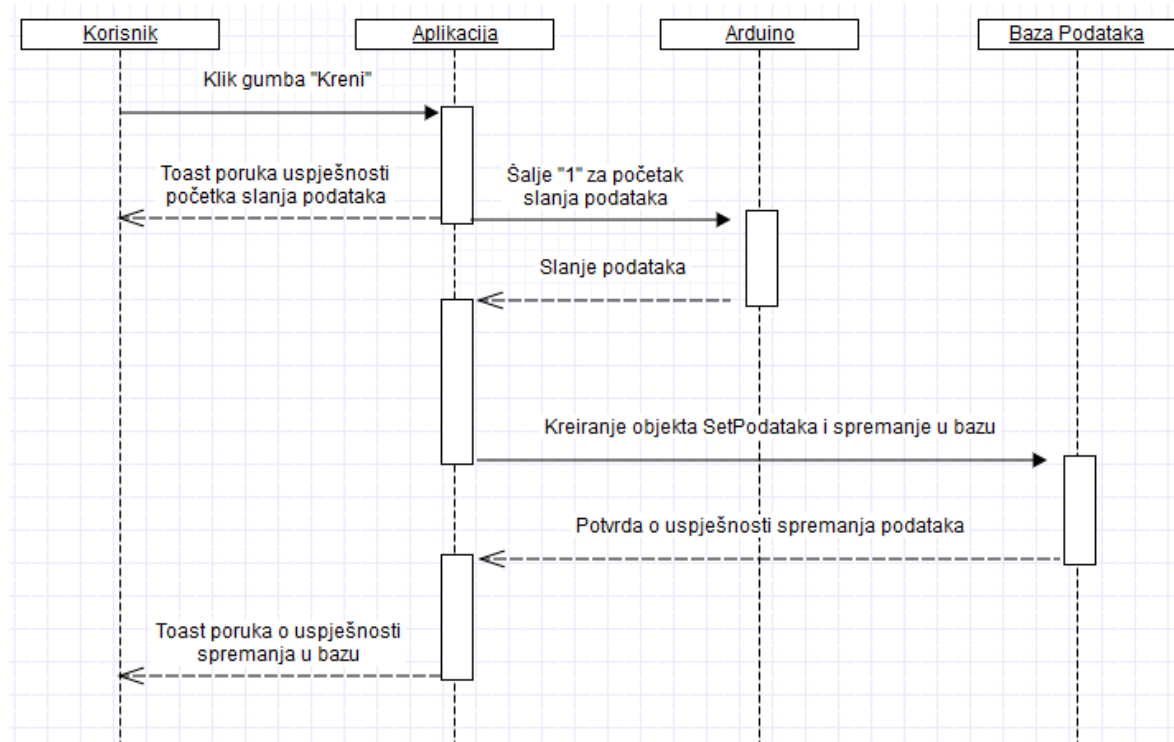 Korisnik
Aplikacija
Arduino
Baza Podataka
Klik gumba "Kreni"
Toast poruka uspješnosti
početka slanja podataka
Šalje "1" za početak
slanja podataka
Slanje podataka
Kreiranje objekta SetPodataka i spremanje u bazu
Potvrda o uspješnosti spremanja podataka
Toast poruka o uspješnosti
spremanja u bazu